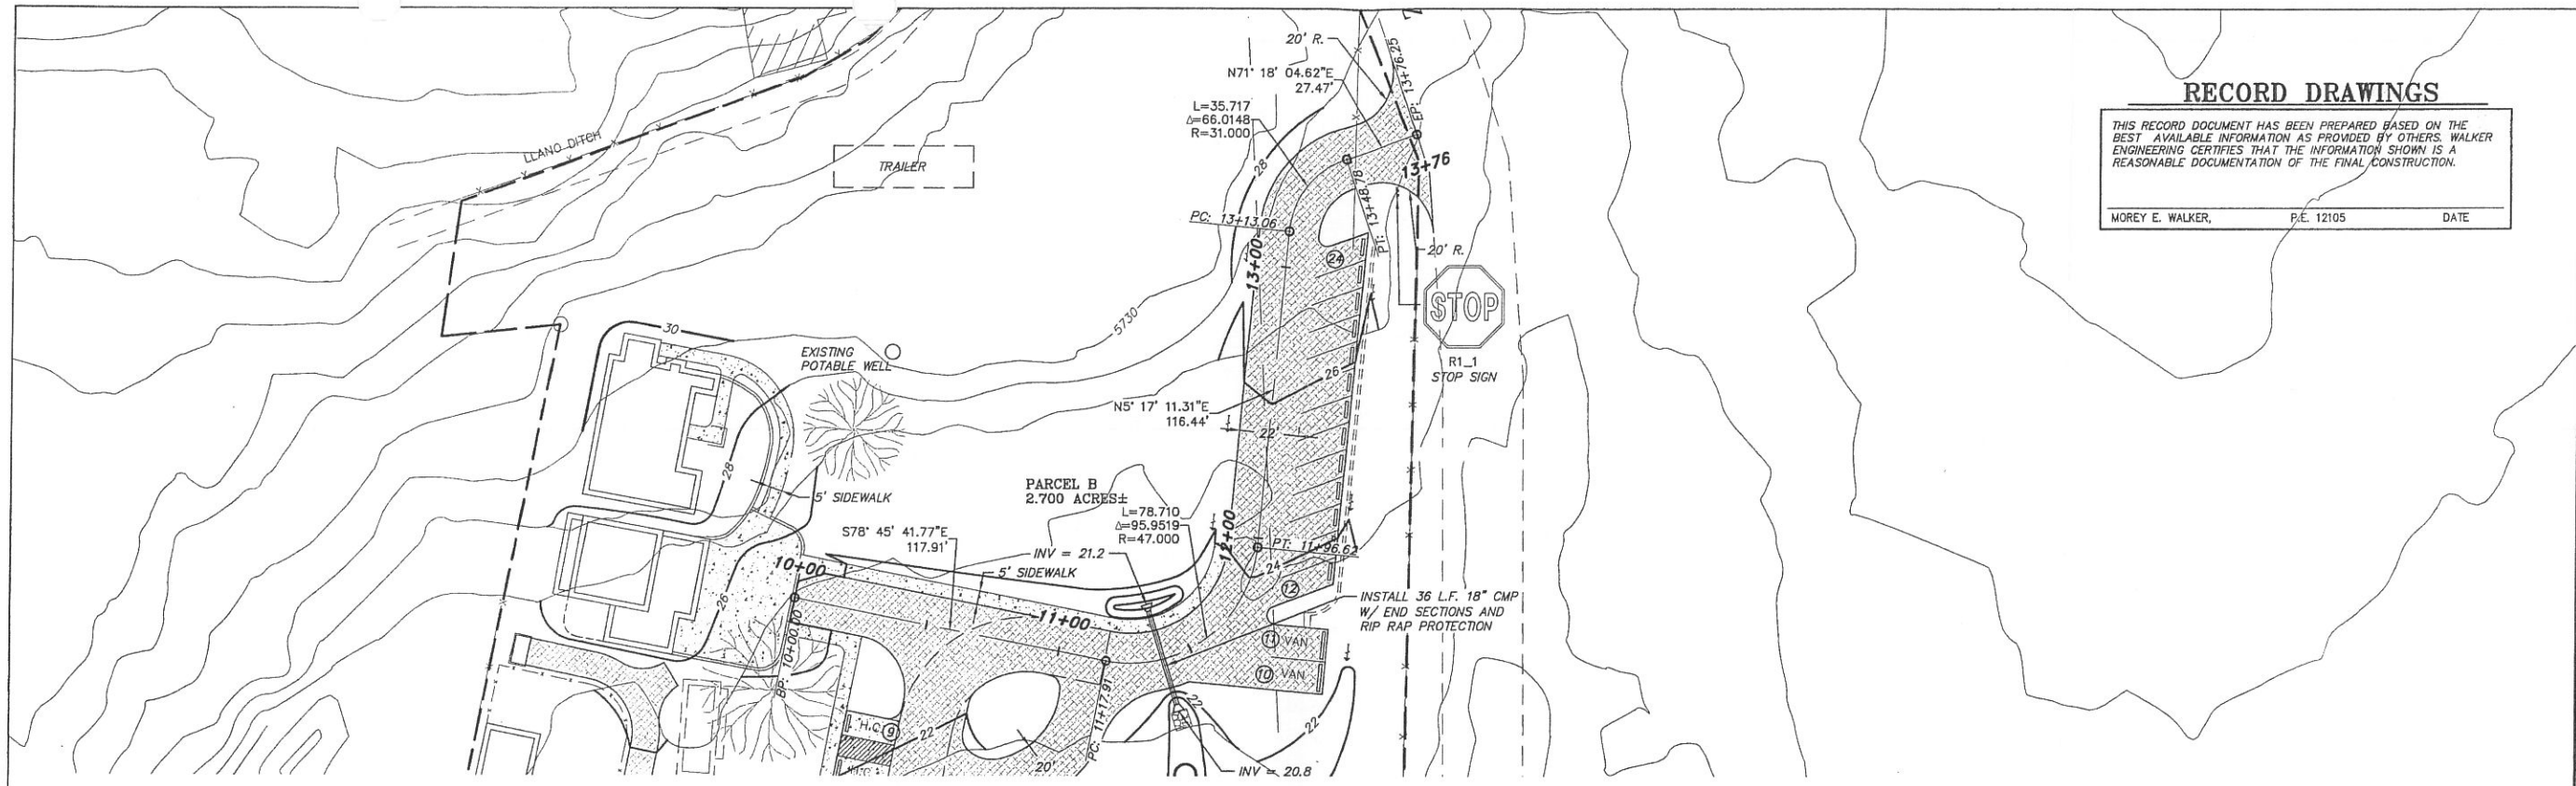 RECORD DRAWINGS
THIS RECORD DOCUMENT HAS BEEN PREPARED BASED ON THE
BEST AVAILABLE INFORMATION AS PROVIDED BY OTHERS. WALKER
ENGINEERING CERTIFIES THAT THE INFORMATION SHOWN IS A
REASONABLE DOCUMENTATION OF THE FINAL CONSTRUCTION.
MOREY E. WALKER, P.E. 12105 DATE
LLANO DITCH
TRAILER
20' R.
N71° 18' 04.62"E
27.47'
L=35.717
Δ=66.0148
R=31.000
EP: 13+76.25
13+76
28
PC: 13+13.06
PT: 13+48.78
13+00
24
20' R.
STOP
R1_1
STOP SIGN
5730
30
EXISTING
POTABLE WELL
26
N5° 17' 11.31"E
116.44'
22'
28
5' SIDEWALK
PARCEL B
2.700 ACRES±
L=78.710
Δ=95.9519
R=47.000
S78° 45' 41.77"E
117.91'
INV = 21.2
5' SIDEWALK
12+00
PT: 11+96.62
24
10+00
12
INSTALL 36 L.F. 18" CMP
W/ END SECTIONS AND
RIP RAP PROTECTION
26
11+00
11 VAN
10 VAN
BP: 10+00.00
PC: 11+17.91
H.C. 9
22
22
22
20'
INV = 20.8